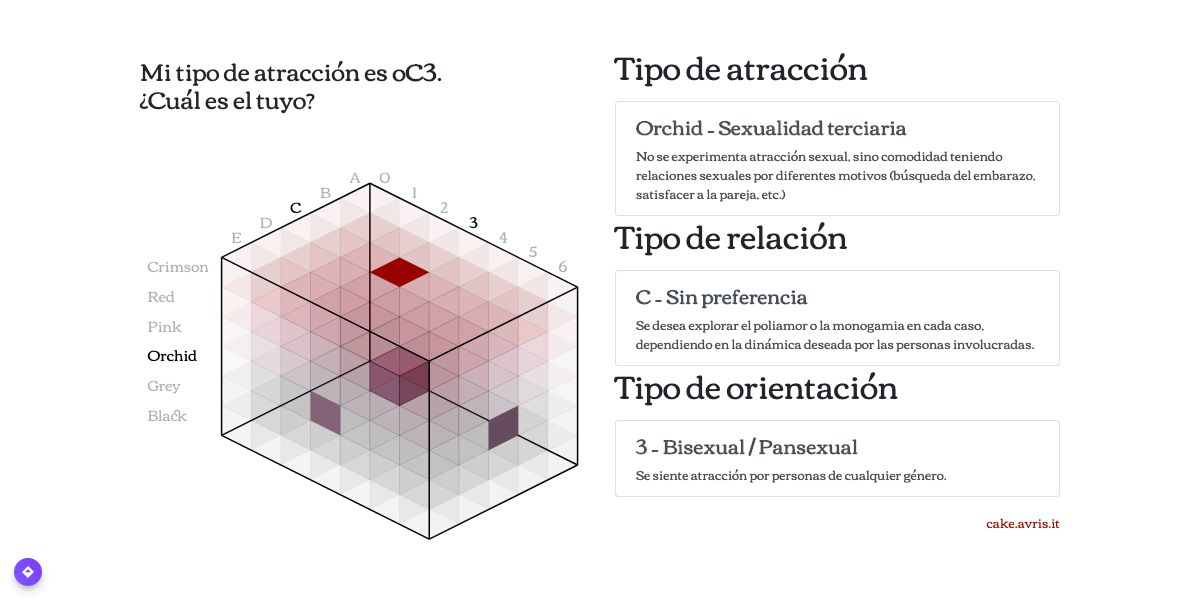 Mi tipo de atracción es oC3.
¿Cuál es el tuyo?
A
B
C
D
E
0
1
2
3
4
5
6
Crimson
Red
Pink
Orchid
Grey
Black
Tipo de atracción
Orchid - Sexualidad terciaria
No se experimenta atracción sexual, sino comodidad teniendo
relaciones sexuales por diferentes motivos (búsqueda del embarazo,
satisfacer a la pareja, etc.)
Tipo de relación
C - Sin preferencia
Se desea explorar el poliamor o la monogamia en cada caso,
dependiendo en la dinámica deseada por las personas involucradas.
Tipo de orientación
3 - Bisexual / Pansexual
Se siente atracción por personas de cualquier género.
cake.avris.it